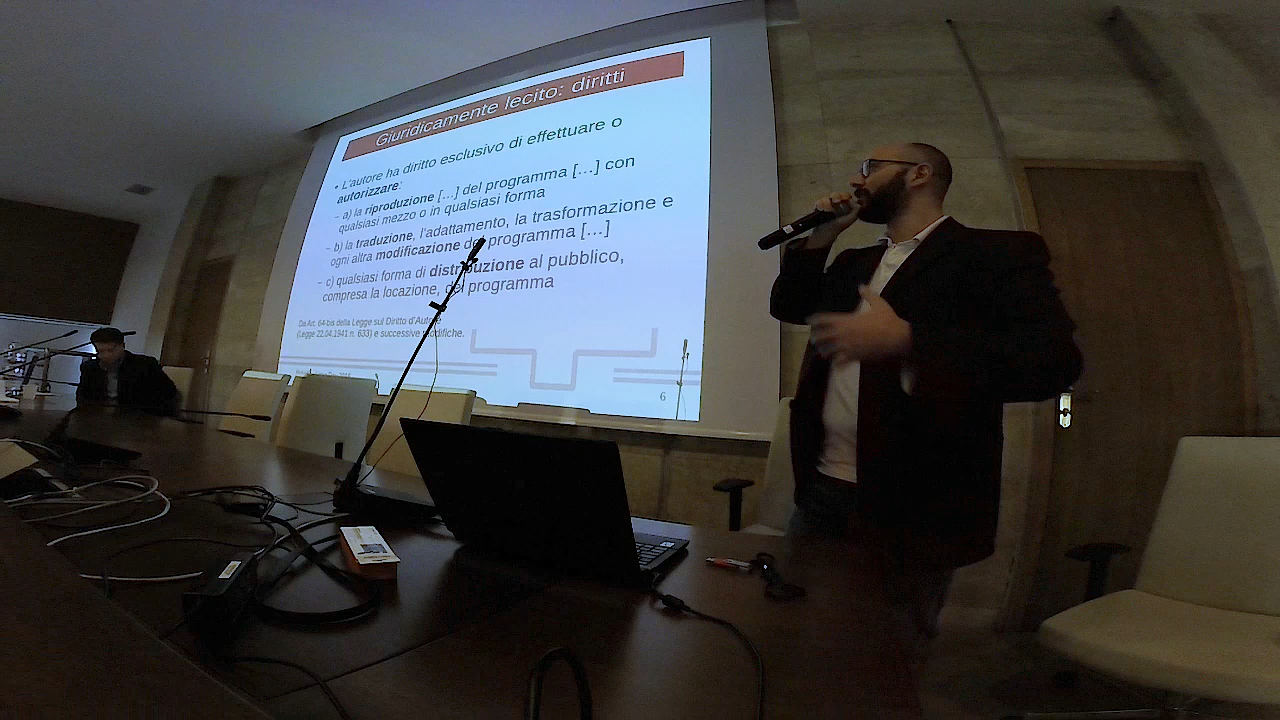 Giuridicamente lecito: diritti
• L'autore ha diritto esclusivo di effettuare o
autorizzare:
– a) la riproduzione […] del programma […] con
qualsiasi mezzo o in qualsiasi forma
– b) la traduzione, l'adattamento, la trasformazione e
ogni altra modificazione del programma […]
– c) qualsiasi forma di distribuzione al pubblico,
compresa la locazione, del programma
Da Art. 64-bis della Legge sul Diritto d'Autore
(Legge 22.04.1941 n. 633) e successive modifiche.
6